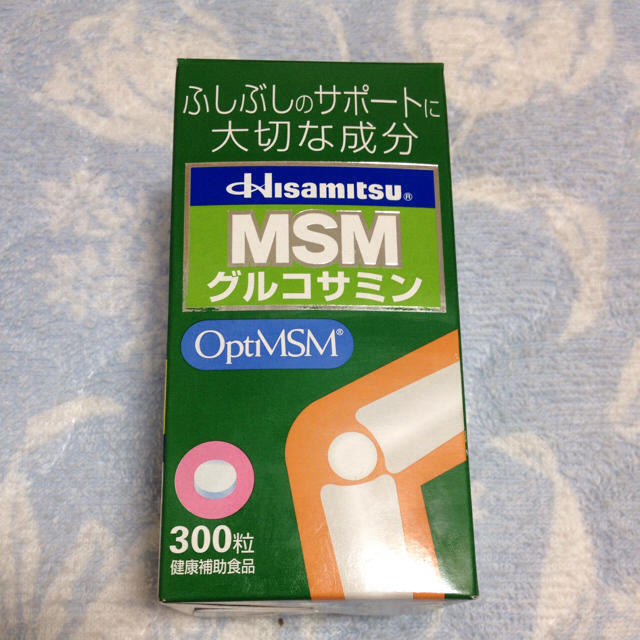 ふしぶしのサポートに
大切な成分
Hisamitsu®
MSM
グルコサミン
OptiMSM®
300粒
健康補助食品